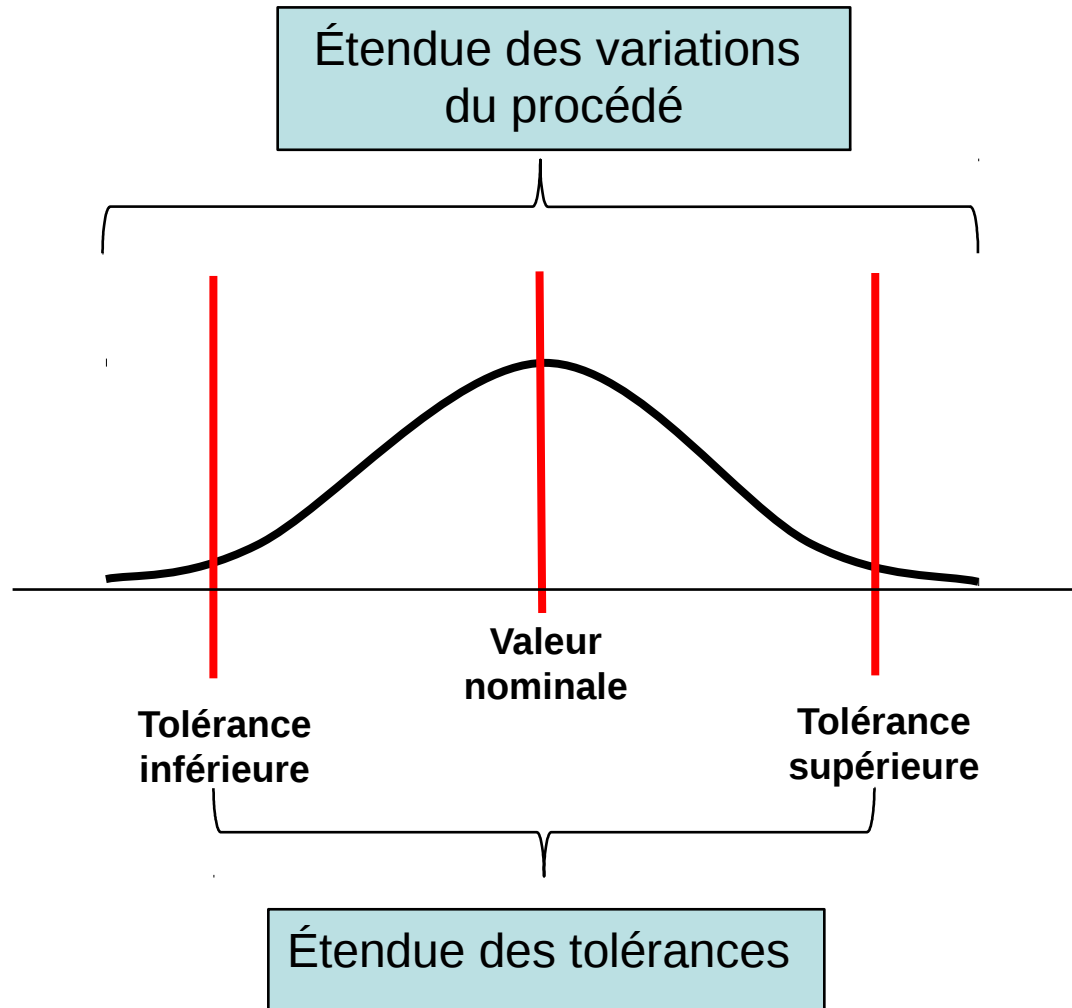 Étendue des variations
du procédé
Valeur
nominale
Tolérance
inférieure
Tolérance
supérieure
Étendue des tolérances